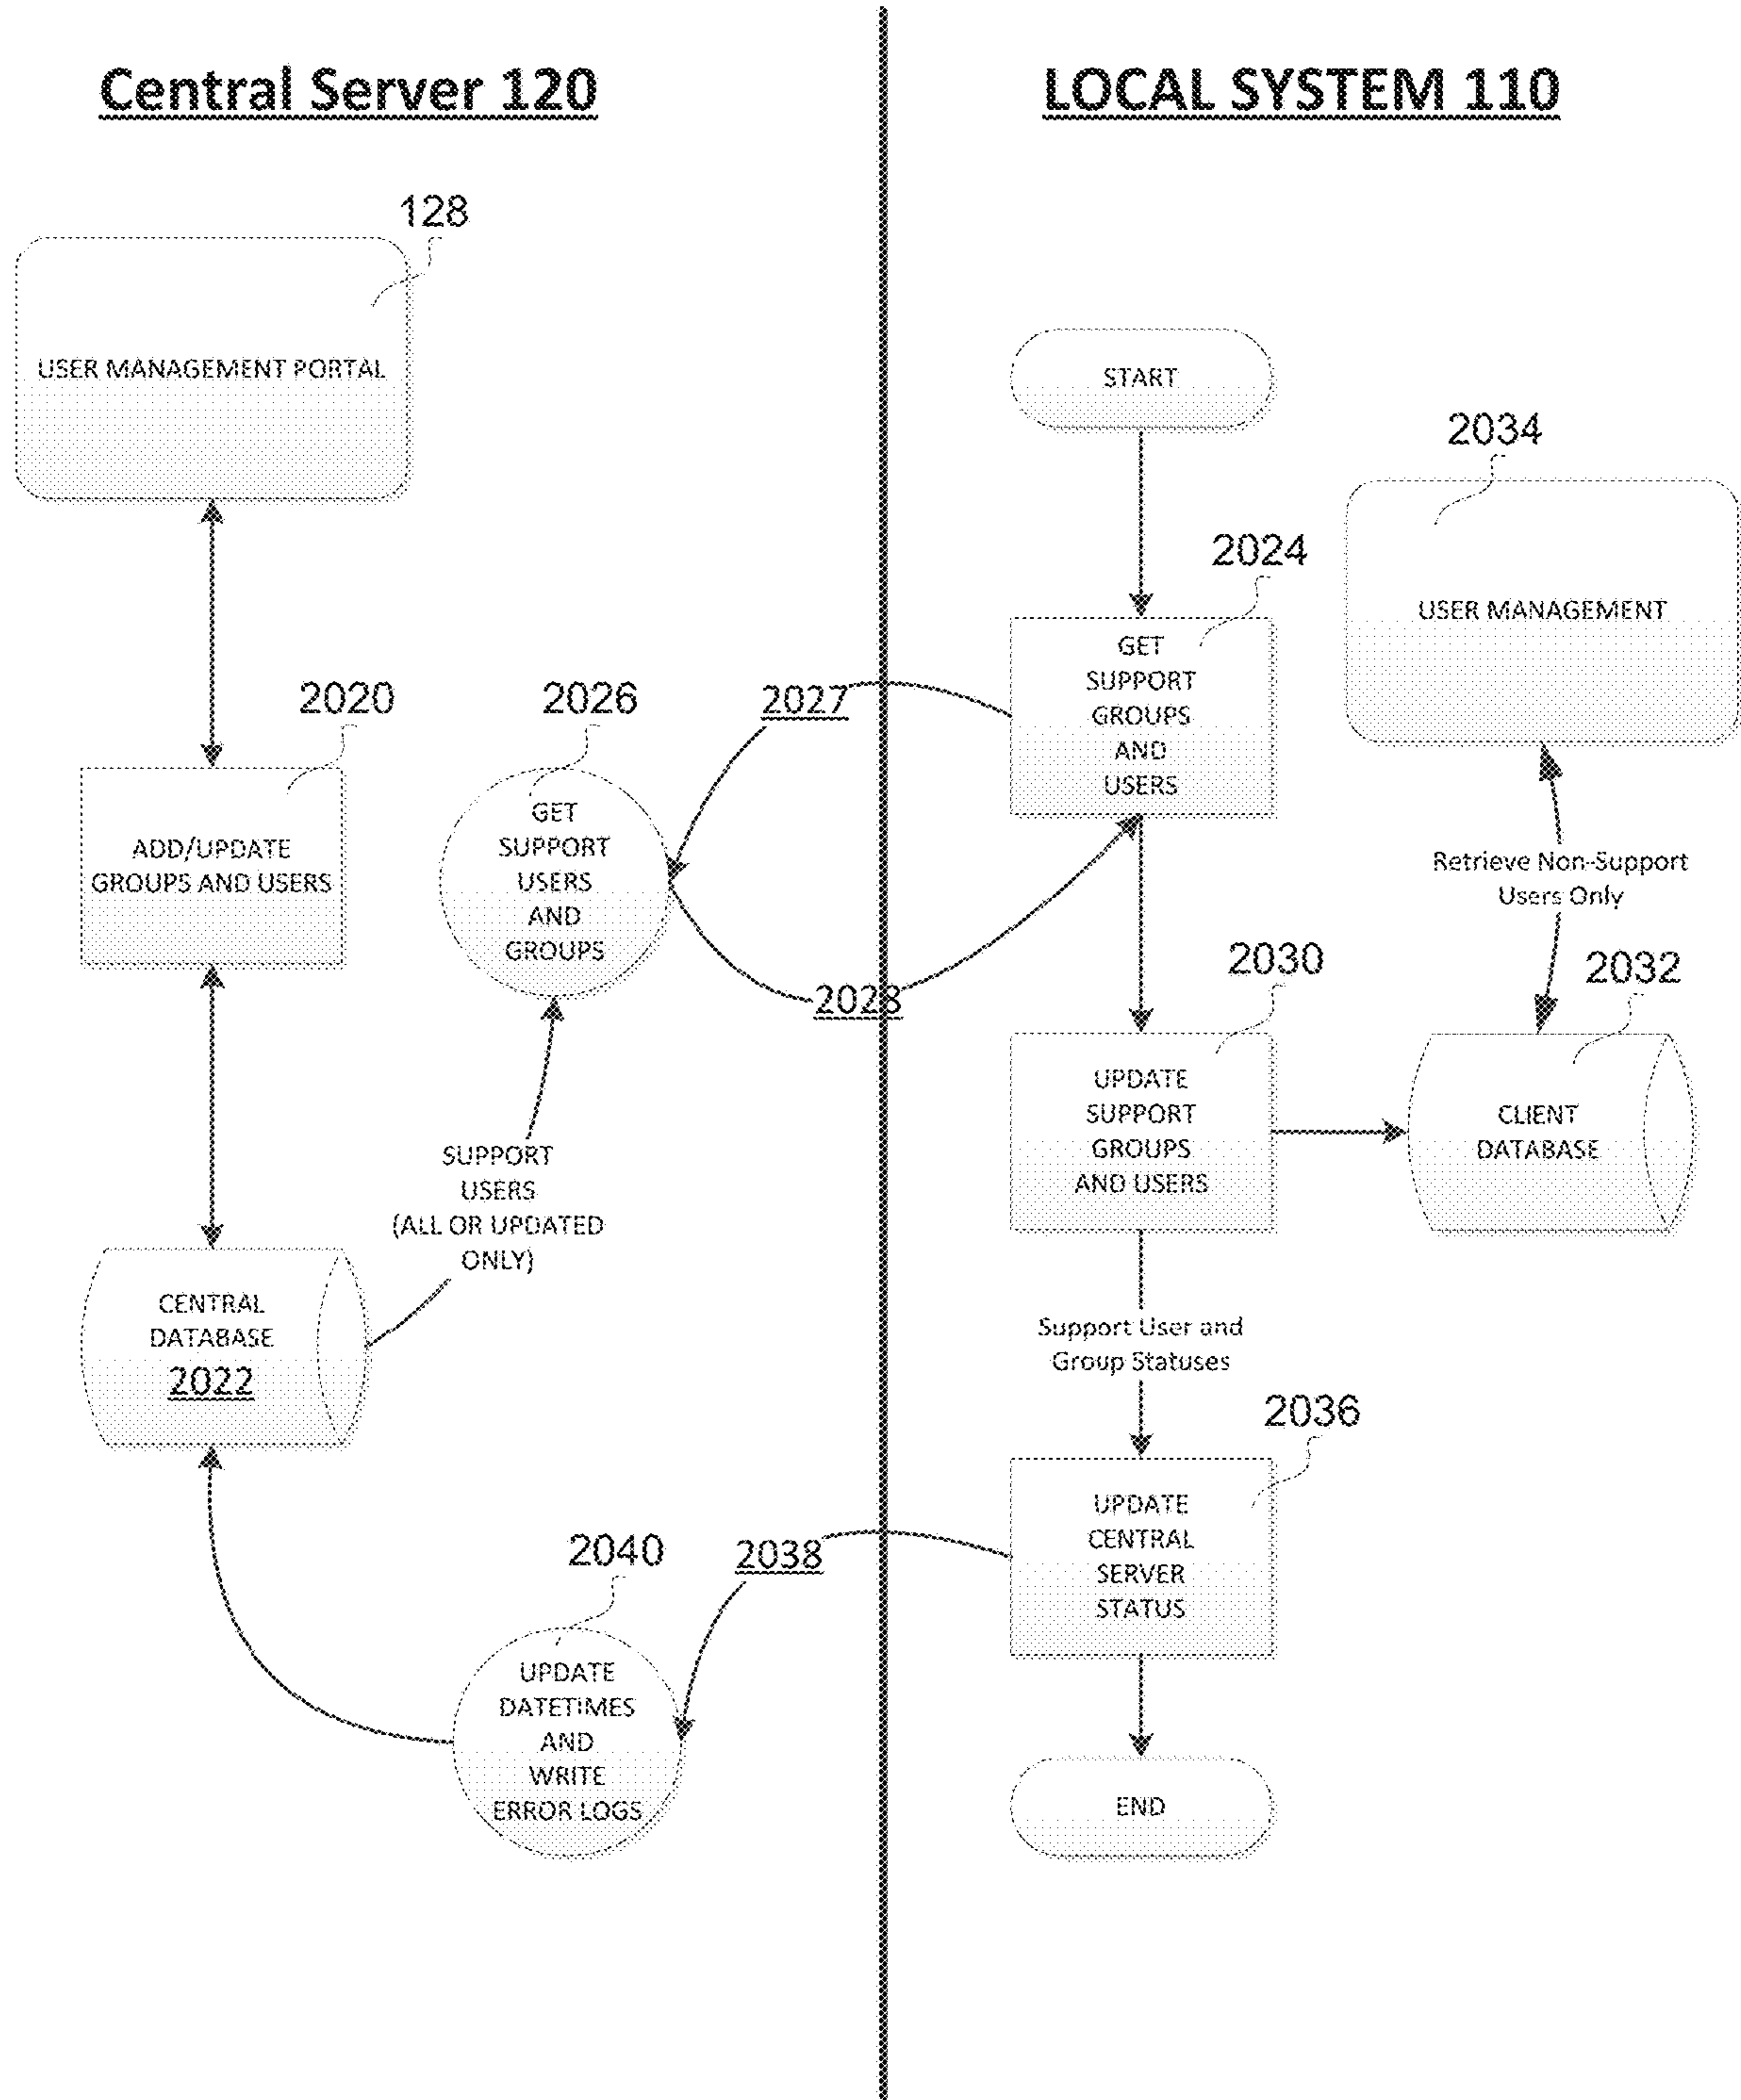 Central Server 120
LOCAL SYSTEM 110
128
USER MANAGEMENT PORTAL
START
2034
USER MANAGEMENT
2024
GET
SUPPORT
GROUPS
AND
USERS
2020
ADD/UPDATE
GROUPS AND USERS
2026
GET
SUPPORT
USERS
AND
GROUPS
2027
2028
Retrieve Non-Support
Users Only
2030
UPDATE
SUPPORT
GROUPS
AND USERS
2032
CLIENT
DATABASE
SUPPORT
USERS
(ALL OR UPDATED
ONLY)
CENTRAL
DATABASE
2022
Support User and
Group Statuses
2036
UPDATE
CENTRAL
SERVER
STATUS
2038
2040
UPDATE
DATETIMES
AND
WRITE
ERROR LOGS
END